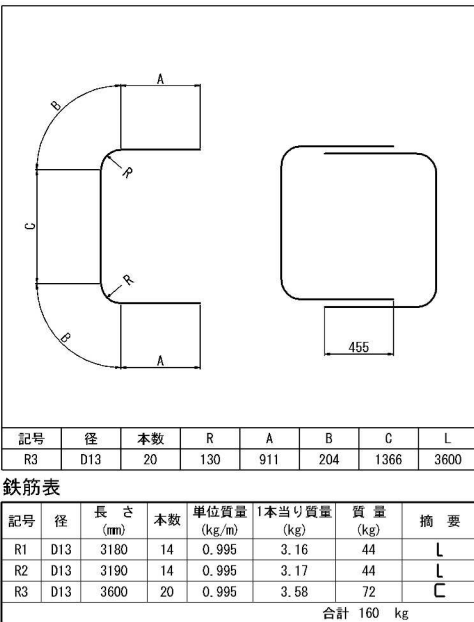 A
B
R
C
R
B
A
455
記号 径 本数 R A B C L
R3 D13 20 130 911 204 1366 3600
鉄筋表
記号 径 長さ(mm) 本数 単位質量(kg/m) 1本当り質量(kg) 質量(kg) 摘要
R1 D13 3180 14 0.995 3.16 44
R2 D13 3190 14 0.995 3.17 44
R3 D13 3600 20 0.995 3.58 72
合計 160 kg